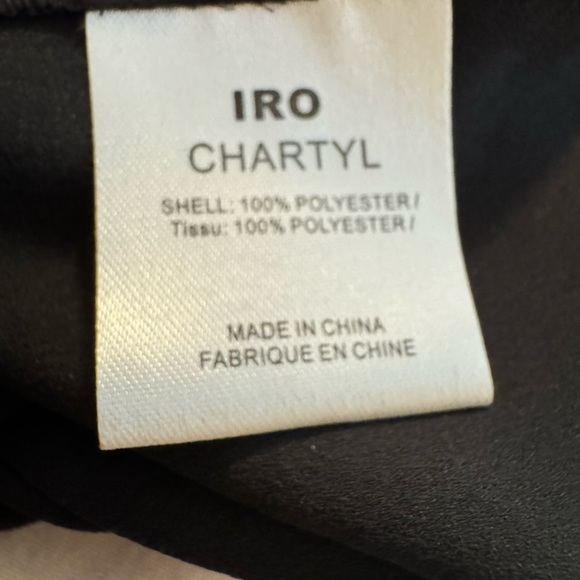 IRO
CHARTYL
SHELL: 100% POLYESTER /
Tissu: 100% POLYESTER /
MADE IN CHINA
FABRIQUE EN CHINE